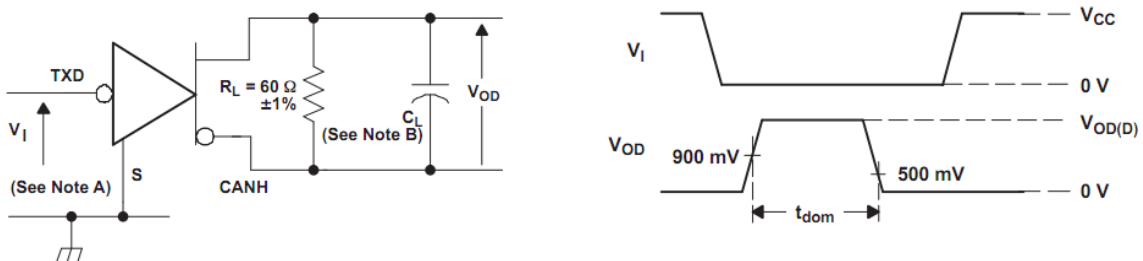 TXD
V_I
(See Note A)
S
R_L = 60 Ω
±1%
(See Note B)
C_L
V_OD
CANH
V_I
V_CC
0 V
V_OD
900 mV
V_OD(D)
500 mV
0 V
t_dom